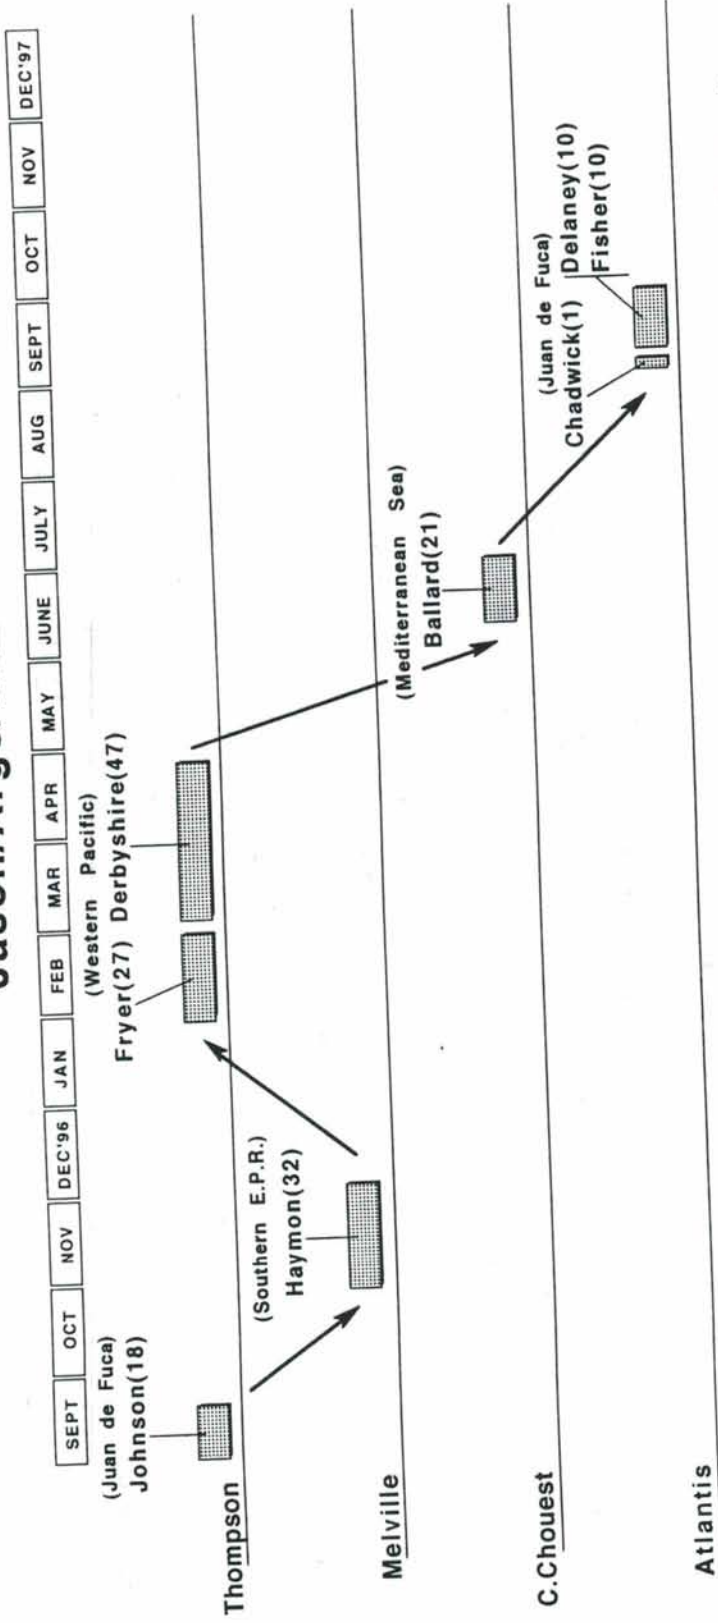 SEPT OCT NOV DEC'96 JAN FEB MAR APR MAY JUNE JULY AUG SEPT OCT NOV DEC'97
(Juan de Fuca)
Johnson(18)
(Western Pacific)
Fryer(27) Derbyshire(47)
Thompson
(Southern E.P.R.)
Haymon(32)
Melville
(Mediterranean Sea)
Ballard(21)
C.Chouest
(Juan de Fuca)
Chadwick(1) Delaney(10)
Fisher(10)
Atlantis